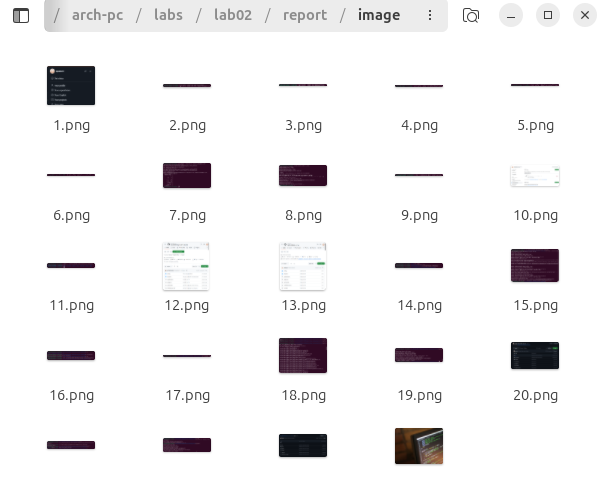 / arch-pc / labs / lab02 / report / image
1.png 2.png 3.png 4.png 5.png
6.png 7.png 8.png 9.png 10.png
11.png 12.png 13.png 14.png 15.png
16.png 17.png 18.png 19.png 20.png